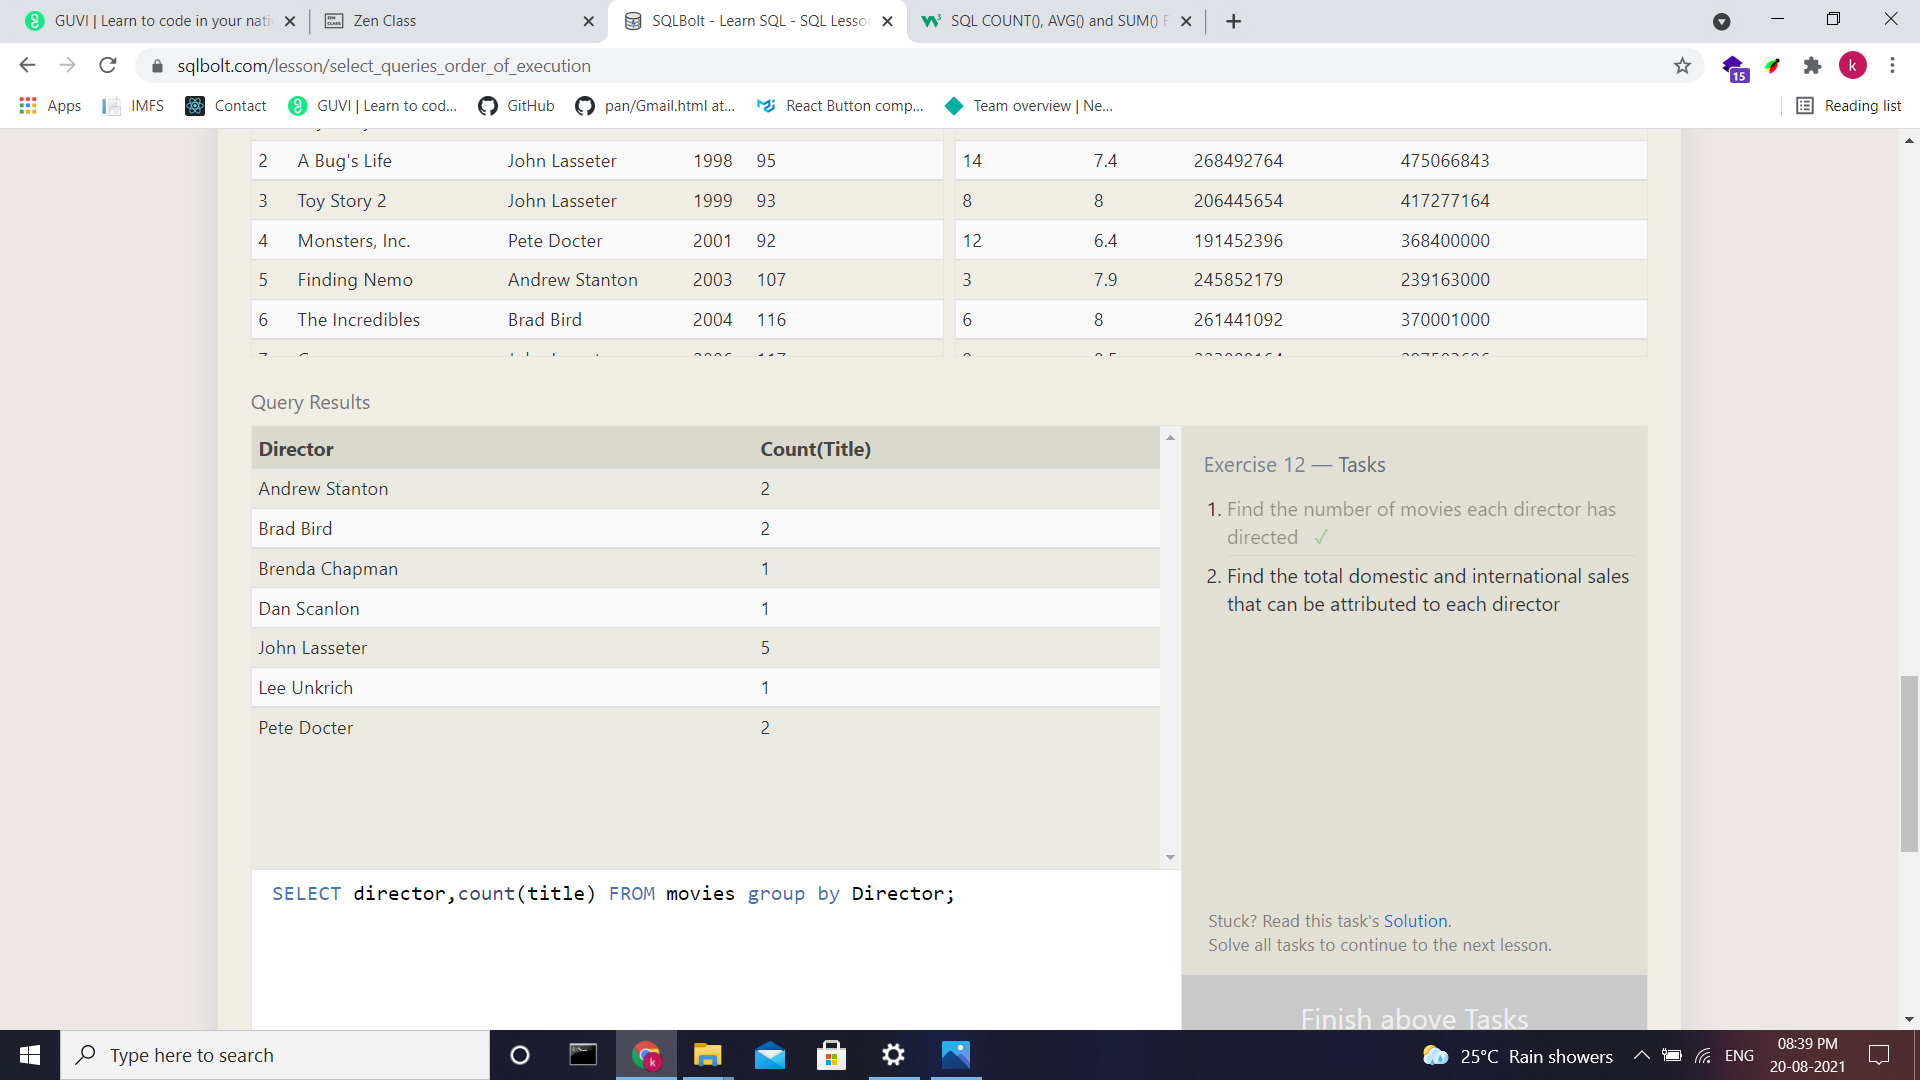 GUVI | Learn to code in your nati
Zen Class
SQLBolt - Learn SQL - SQL Lesson
SQL COUNT(), AVG() and SUM() F
sqlbolt.com/lesson/select_queries_order_of_execution
15
k
Apps
IMFS
Contact
GUVI | Learn to cod...
GitHub
pan/Gmail.html at...
React Button comp...
Team overview | Ne...
Reading list
2 A Bug's Life John Lasseter 1998 95 14 7.4 268492764 475066843
3 Toy Story 2 John Lasseter 1999 93 8 8 206445654 417277164
4 Monsters, Inc. Pete Docter 2001 92 12 6.4 191452396 368400000
5 Finding Nemo Andrew Stanton 2003 107 3 7.9 245852179 239163000
6 The Incredibles Brad Bird 2004 116 6 8 261441092 370001000
Query Results
Director Count(Title)
Andrew Stanton 2
Brad Bird 2
Brenda Chapman 1
Dan Scanlon 1
John Lasseter 5
Lee Unkrich 1
Pete Docter 2
SELECT director,count(title) FROM movies group by Director;
Exercise 12 — Tasks
1. Find the number of movies each director has
directed ✓
2. Find the total domestic and international sales
that can be attributed to each director
Stuck? Read this task's Solution.
Solve all tasks to continue to the next lesson.
Finish above Tasks
Type here to search
25°C Rain showers
ENG
08:39 PM
20-08-2021